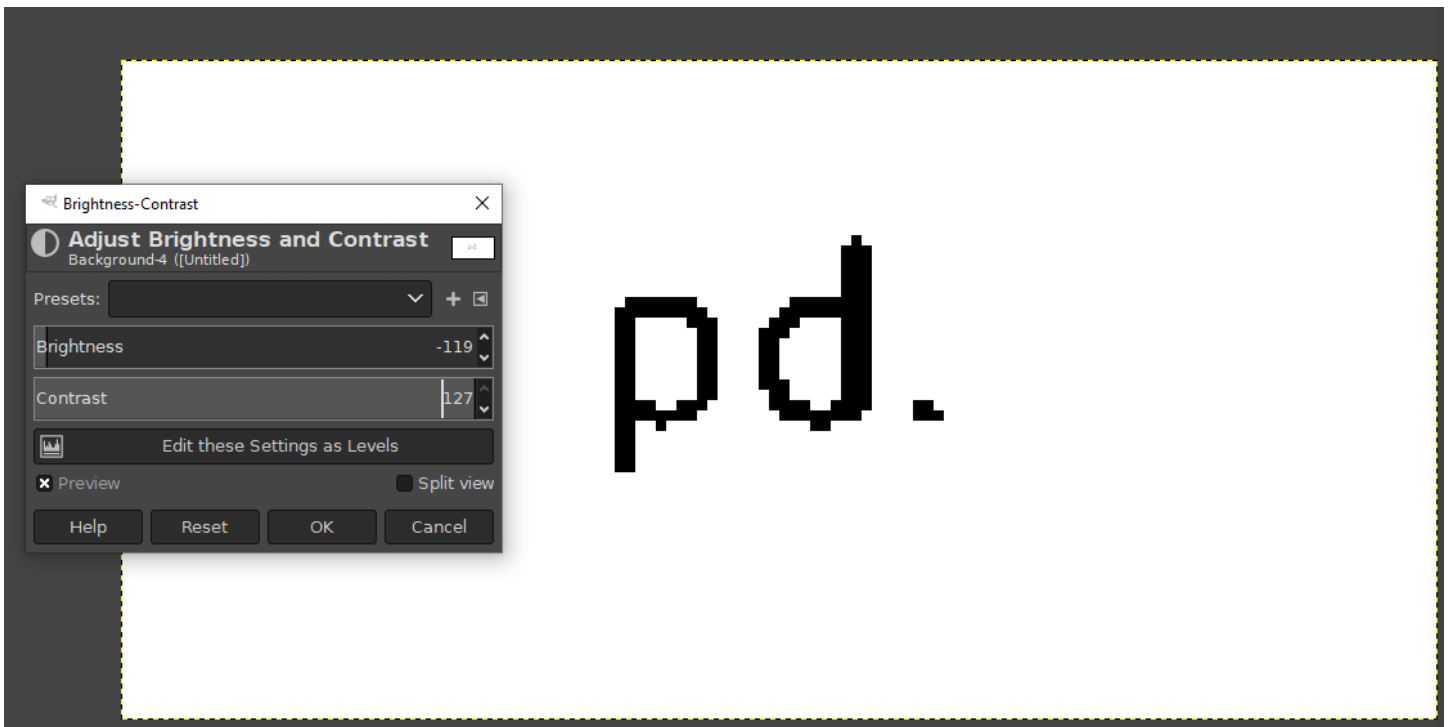 Brightness-Contrast
Adjust Brightness and Contrast
Background-4 ([Untitled])
pd.
Presets:
Brightness -119
Contrast 127
Edit these Settings as Levels
Preview Split view
Help Reset OK Cancel
pd.